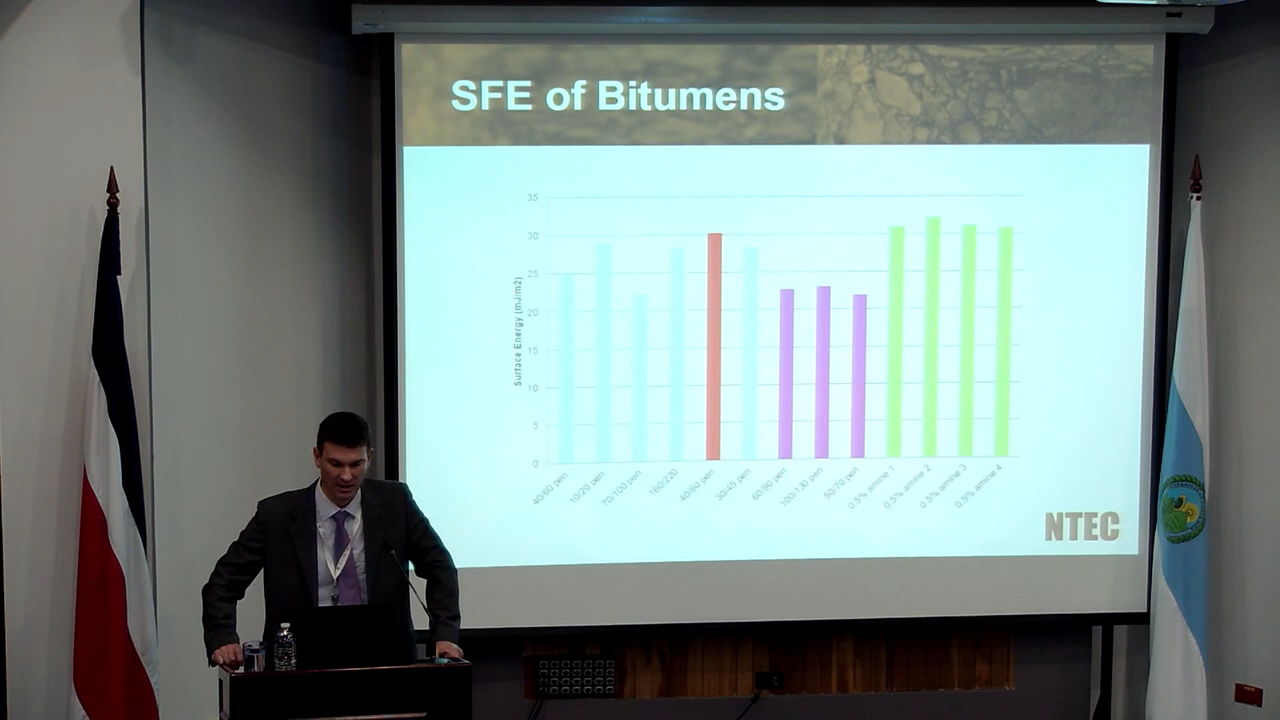 SFE of Bitumens
Surface Energy (mJ/m2)
35
30
25
20
15
10
5
0
40/60 pen
10/20 pen
70/100 pen
160/220
40/60 pen
30/45 pen
60/90 pen
100/130 pen
50/70 pen
0.5% amine 1
0.5% amine 2
0.5% amine 3
0.5% amine 4
NTEC